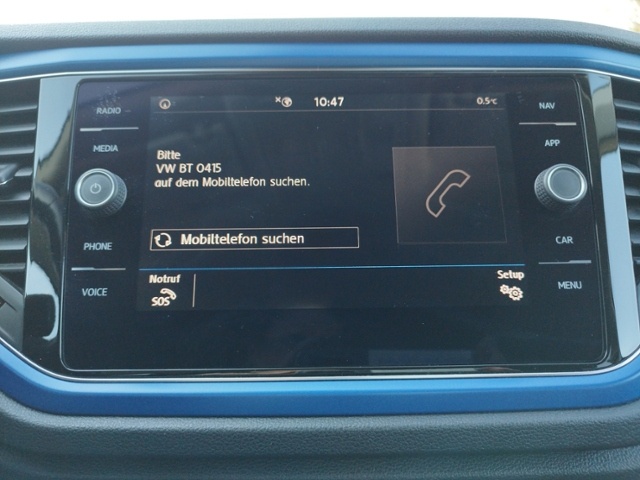 RADIO
MEDIA
PHONE
VOICE
10:47
0.5°C
Bitte
VW BT 0415
auf dem Mobiltelefon suchen.
Mobiltelefon suchen
Notruf
SOS
Setup
NAV
APP
CAR
MENU